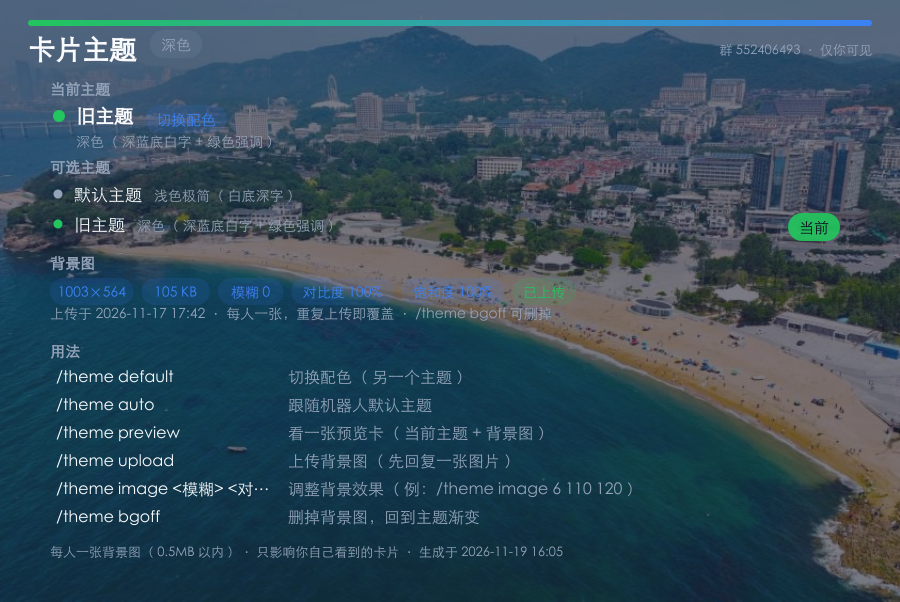 卡片主题 深色 群 552406493 · 仅你可见
当前主题
旧主题 切换配色
深色（深蓝底白字 + 绿色强调）
可选主题
默认主题 浅色极简（白底深字）
旧主题 深色（深蓝底白字 + 绿色强调） 当前
背景图
1003×564 105 KB 模糊 0 对比度 100% 已上传
上传于 2026-11-17 17:42 · 每人一张，重复上传即覆盖 · /theme bgoff 可删掉
用法
/theme default 切换配色（另一个主题）
/theme auto 跟随机器人默认主题
/theme preview 看一张预览卡（当前主题 + 背景图）
/theme upload 上传背景图（先回复一张图片）
/theme image <模糊> <对… 调整背景效果（例：/theme image 6 110 120）
/theme bgoff 删掉背景图，回到主题渐变
每人一张背景图（0.5MB 以内） · 只影响你自己看到的卡片 · 生成于 2026-11-19 16:05